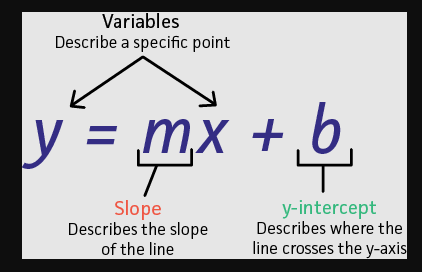 Variables
Describe a specific point
y = mx + b
Slope
Describes the slope
of the line
y-intercept
Describes where the
line crosses the y-axis